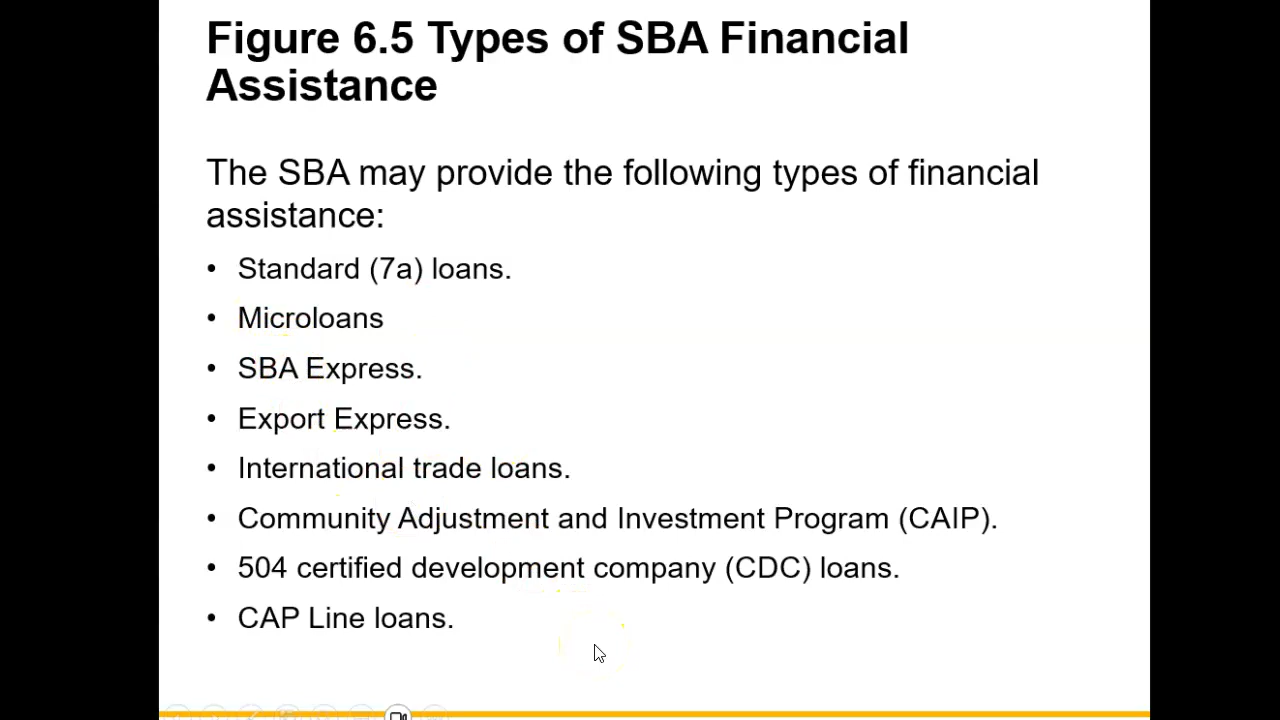 Figure 6.5 Types of SBA Financial
Assistance
The SBA may provide the following types of financial
assistance:
• Standard (7a) loans.
• Microloans
• SBA Express.
• Export Express.
• International trade loans.
• Community Adjustment and Investment Program (CAIP).
• 504 certified development company (CDC) loans.
• CAP Line loans.